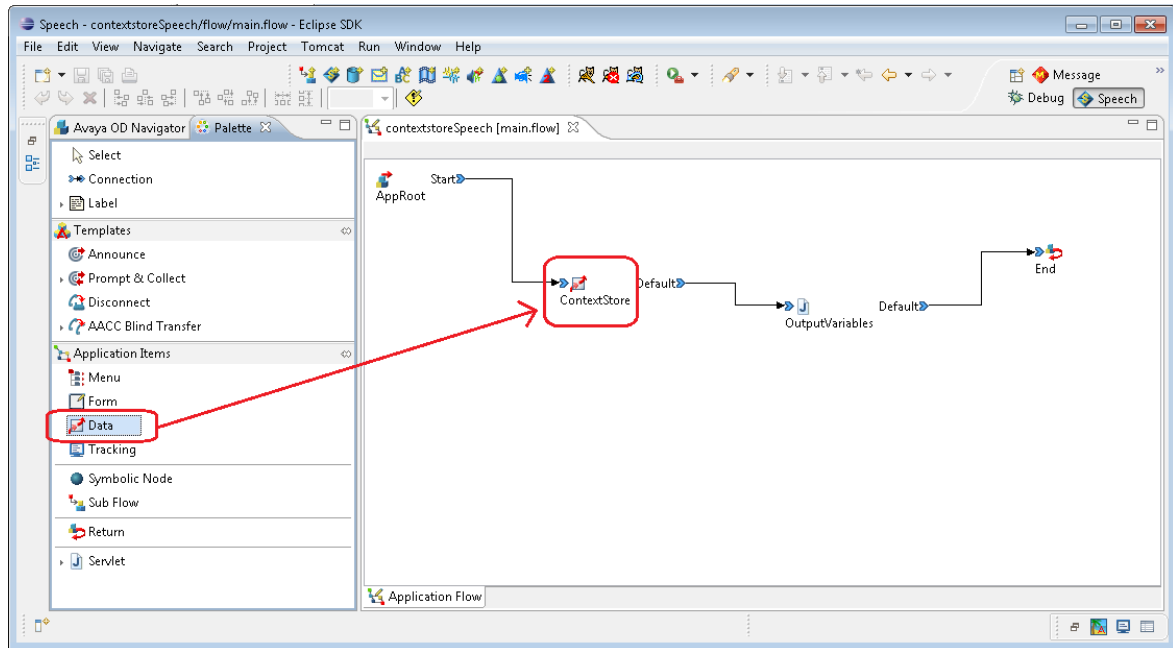 Speech - contextstoreSpeech/flow/main.flow - Eclipse SDK
File Edit View Navigate Search Project Tomcat Run Window Help
Message
Debug Speech
Avaya OD Navigator Palette
contextstoreSpeech [main.flow]
Select
Connection
Label
Templates
Announce
Prompt & Collect
Disconnect
AACC Blind Transfer
Application Items
Menu
Form
Data
Tracking
Symbolic Node
Sub Flow
Return
Servlet
Start
AppRoot
End
Default
ContextStore
Default
OutputVariables
Application Flow